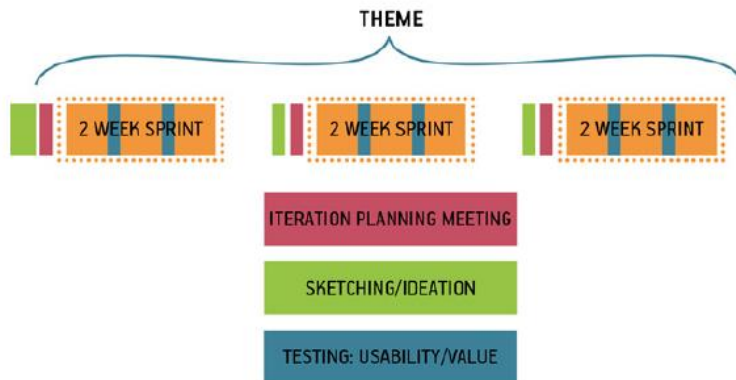 THEME
2 WEEK SPRINT
2 WEEK SPRINT
2 WEEK SPRINT
ITERATION PLANNING MEETING
SKETCHING/IDEATION
TESTING: USABILITY/VALUE